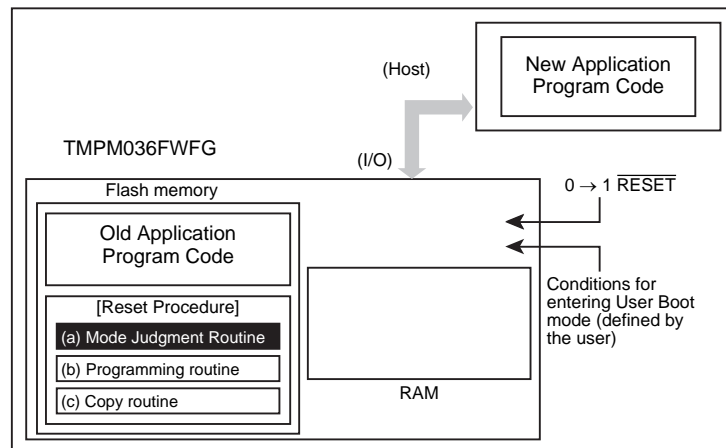 (Host)
New Application
Program Code
TMPM036FWFG
(I/O)
Flash memory
0 → 1 RESET
Old Application
Program Code
[Reset Procedure]
(a) Mode Judgment Routine
(b) Programming routine
(c) Copy routine
RAM
Conditions for
entering User Boot
mode (defined by
the user)